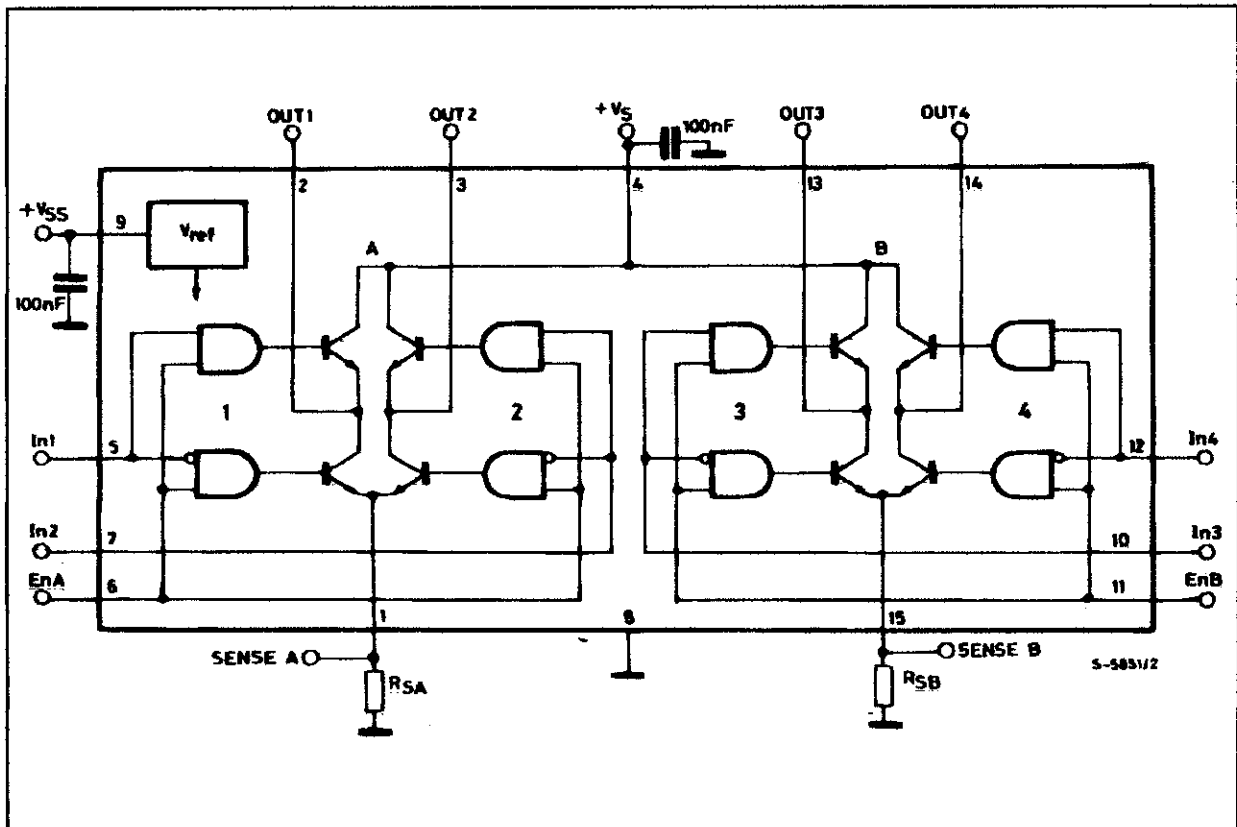 OUT1 OUT2 +VS 100nF OUT3 OUT4
2 3 4 13 14
+VSS 9 Vref
A B
100nF
1 2 3 4
In1 5 12 In4
In2 7 10 In3
EnA 6 11 EnB
1 8 15
SENSE A SENSE B S-5851/2
RSA RSB